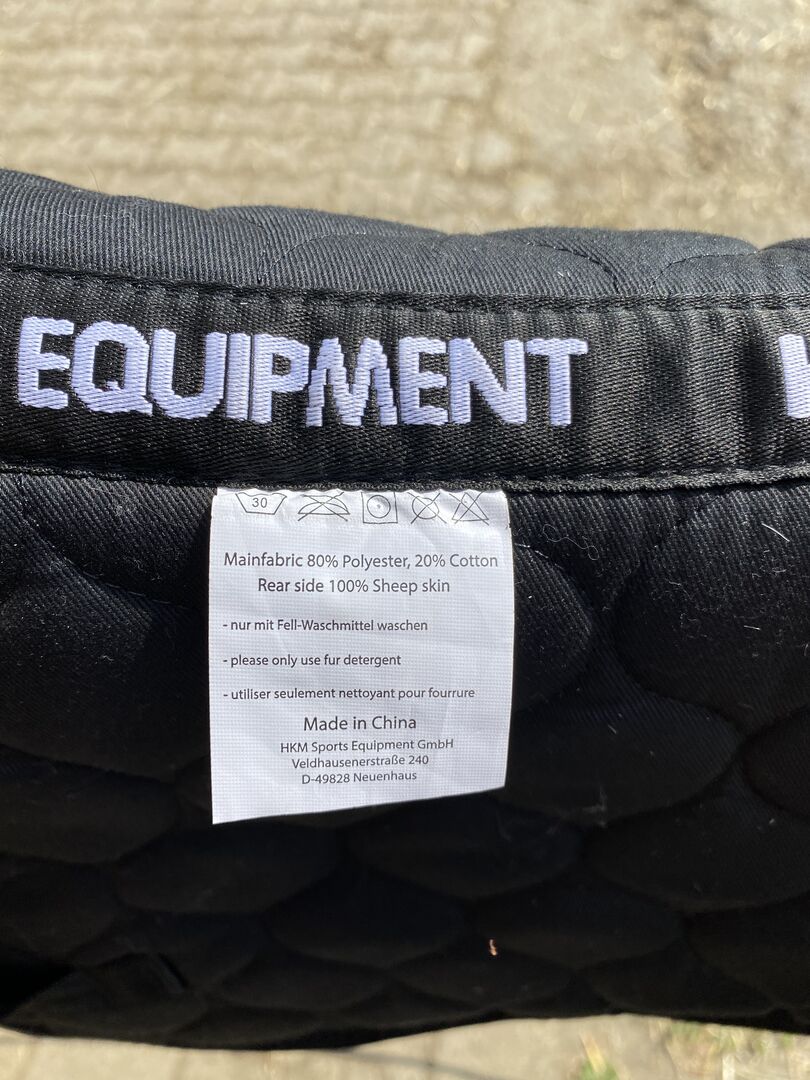 EQUIPMENT
30
Mainfabric 80% Polyester, 20% Cotton
Rear side 100% Sheep skin
- nur mit Fell-Waschmittel waschen
- please only use fur detergent
- utiliser seulement nettoyant pour fourrure
Made in China
HKM Sports Equipment GmbH
Veldhausenerstraße 240
D-49828 Neuenhaus